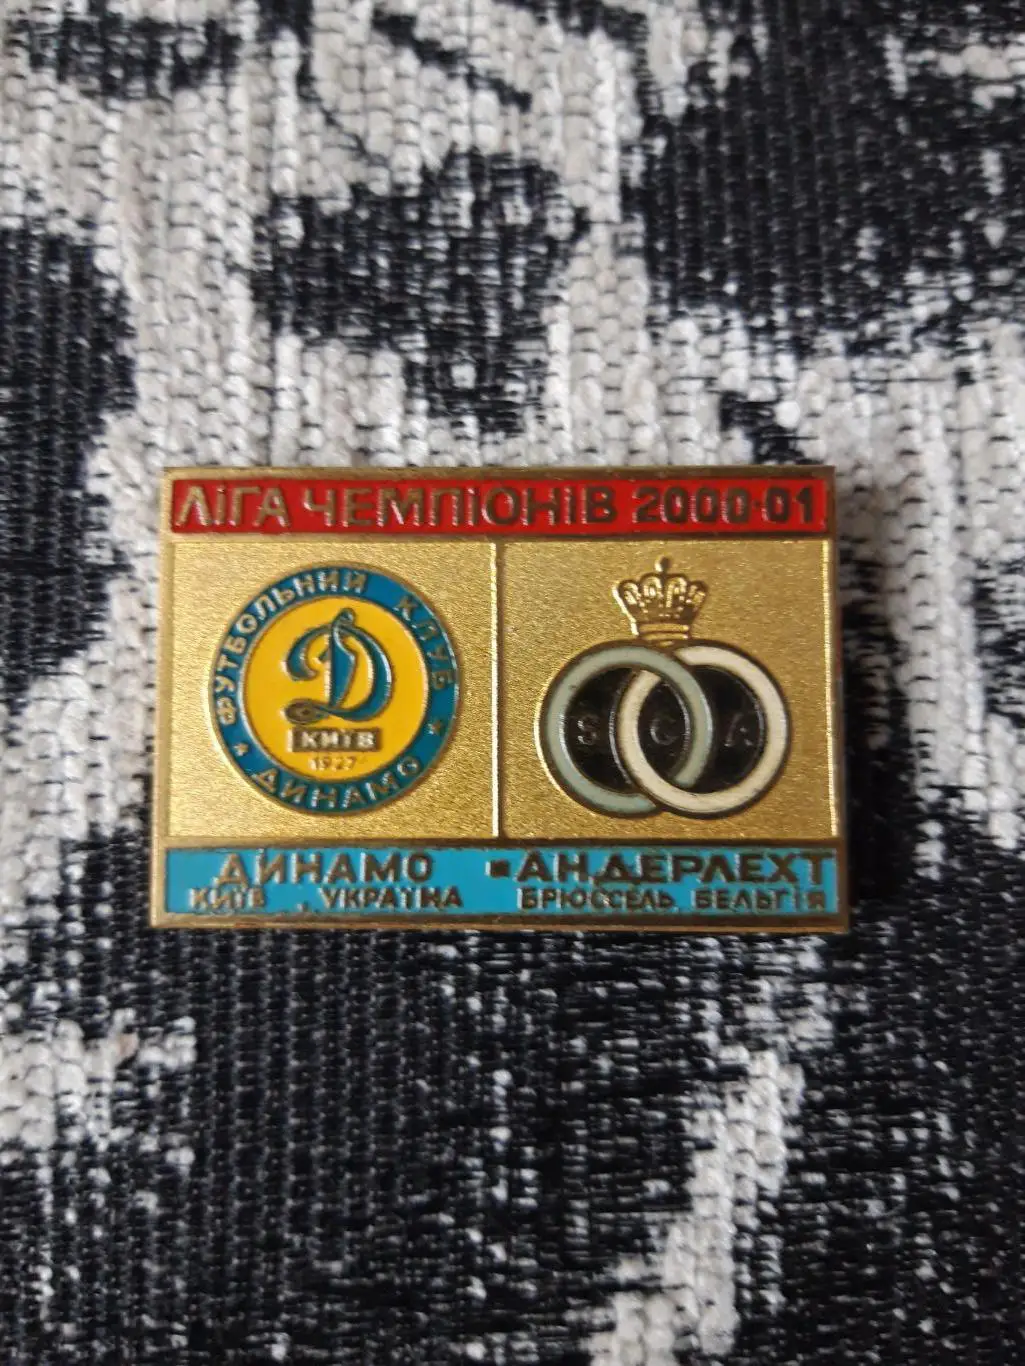 ЛІГА ЧЕМПІОНІВ 2000-01
ФУТБОЛЬНИЙ КЛУБ
Д
КИЇВ
1927
★ ДИНАМО ★
S C A
ДИНАМО - АНДЕРЛЕХТ
КИЇВ, УКРАЇНА БРЮССЕЛЬ, БЕЛЬГІЯ